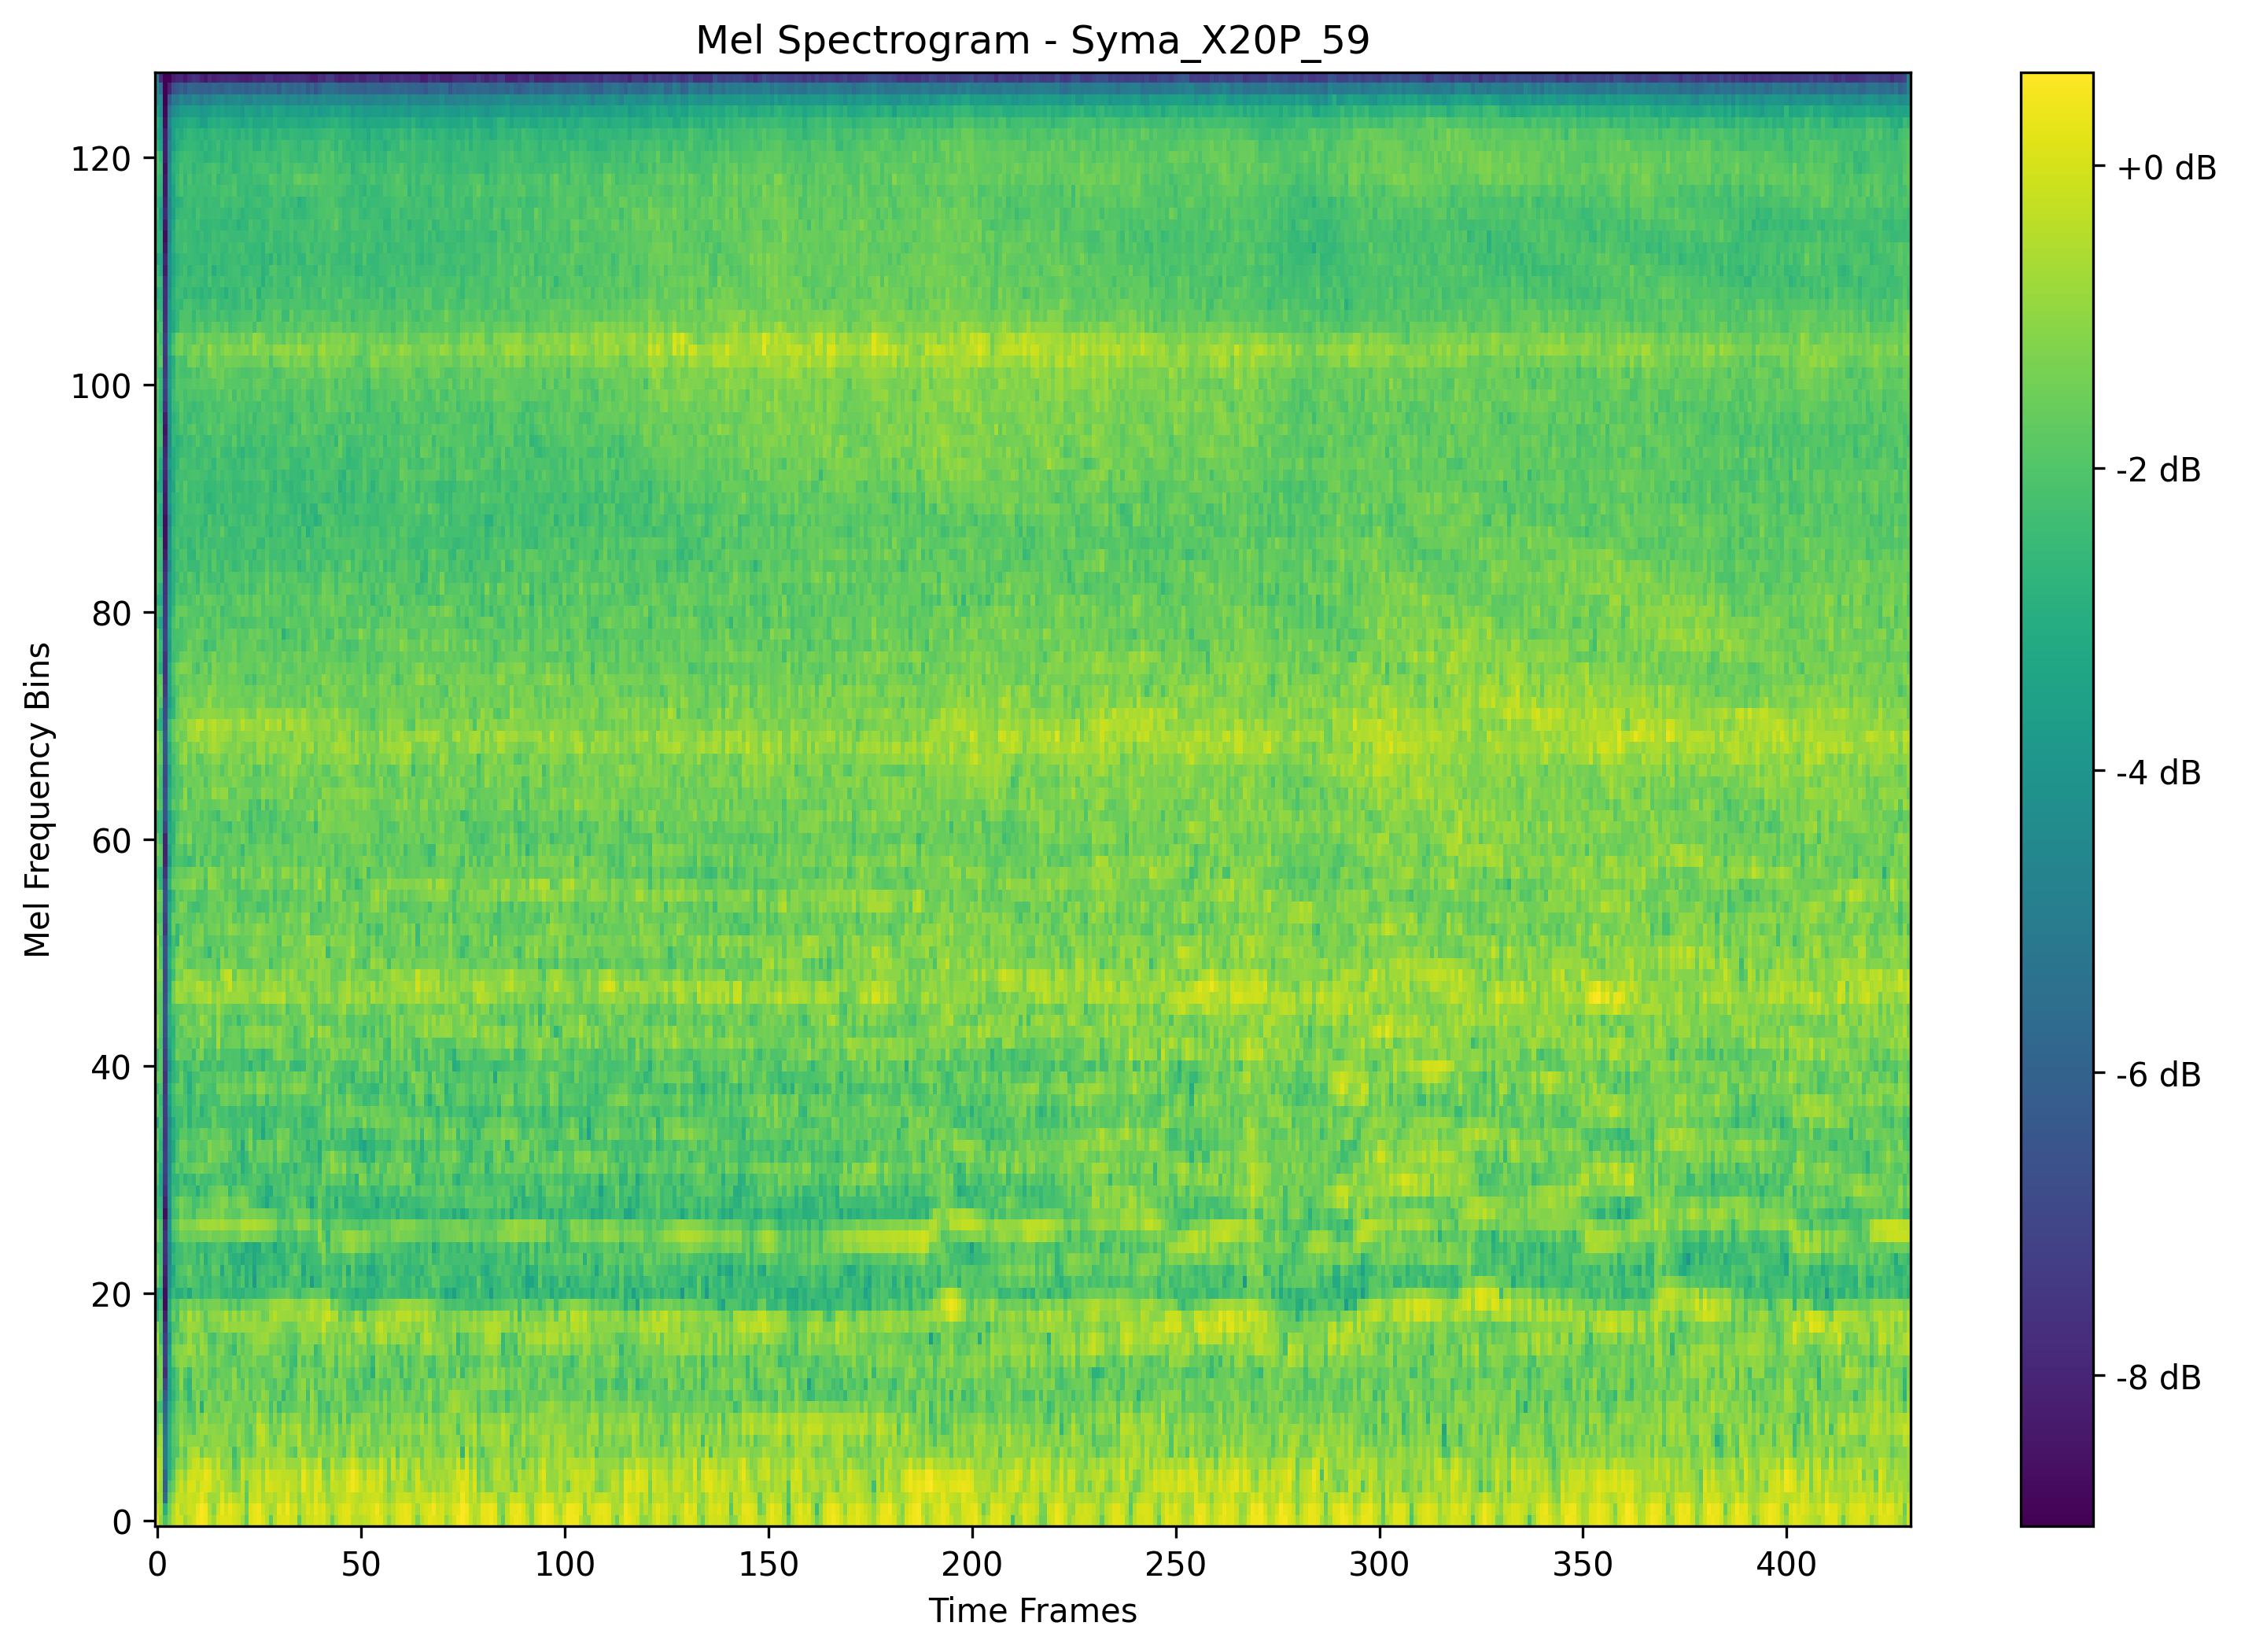 Mel Spectrogram - Syma_X20P_59
Mel Frequency Bins
120
100
80
60
40
20
0
0 50 100 150 200 250 300 350 400
Time Frames
+0 dB
-2 dB
-4 dB
-6 dB
-8 dB